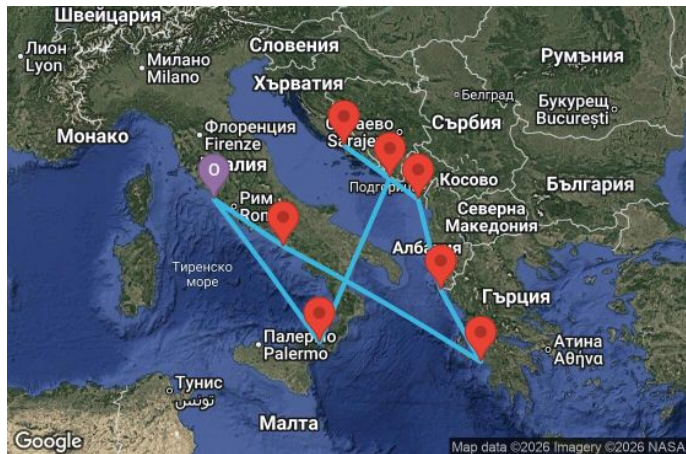 Швейцария
Лион
Lyon
Милано
Milano
Словения
Румъния
Хърватия
Белград
Букурещ
București
Монако
Флоренция
Firenze
Сърбия
O
Рим
Подгорица
Косово
България
Северна
Македония
Тиренско
море
Гърция
Палермо
Palermo
Атина
Αθήνα
Тунис
تونس
Малта
Google
Map data ©2026 Imagery ©2026 NASA